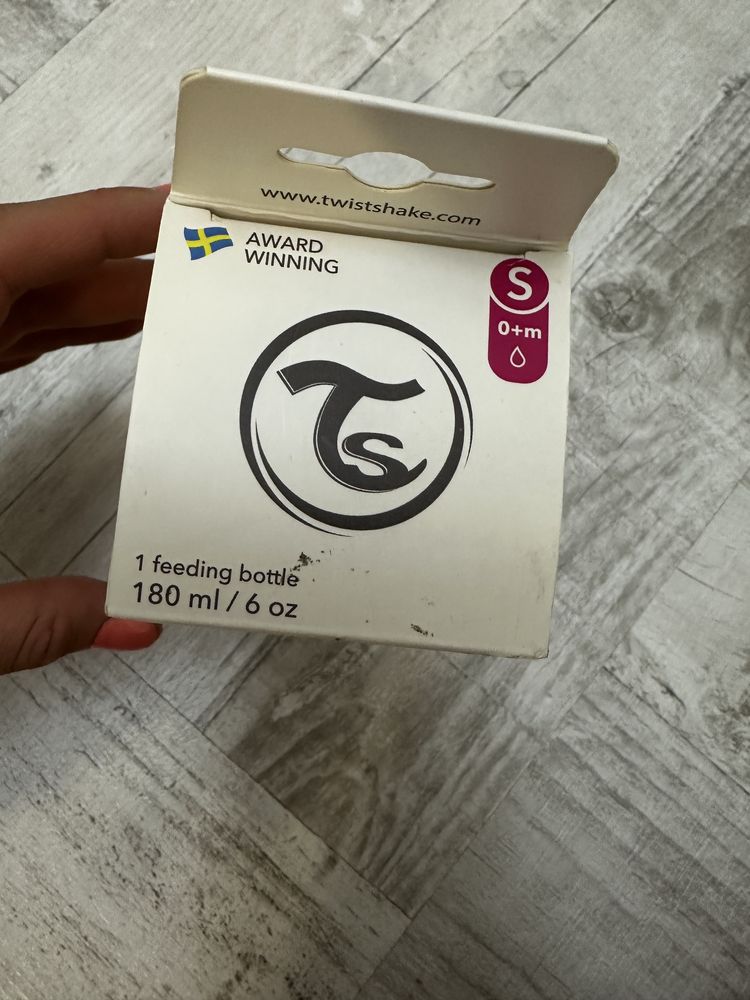 www.twistshake.com
AWARD
WINNING
S
0+m
Ts
1 feeding bottle
180 ml / 6 oz